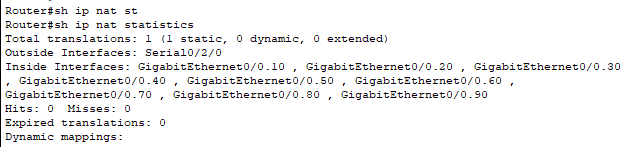 Router#sh ip nat st
Router#sh ip nat statistics
Total translations: 1 (1 static, 0 dynamic, 0 extended)
Outside Interfaces: Serial0/2/0
Inside Interfaces: GigabitEthernet0/0.10 , GigabitEthernet0/0.20 , GigabitEthernet0/0.30
, GigabitEthernet0/0.40 , GigabitEthernet0/0.50 , GigabitEthernet0/0.60 ,
GigabitEthernet0/0.70 , GigabitEthernet0/0.80 , GigabitEthernet0/0.90
Hits: 0  Misses: 0
Expired translations: 0
Dynamic mappings: